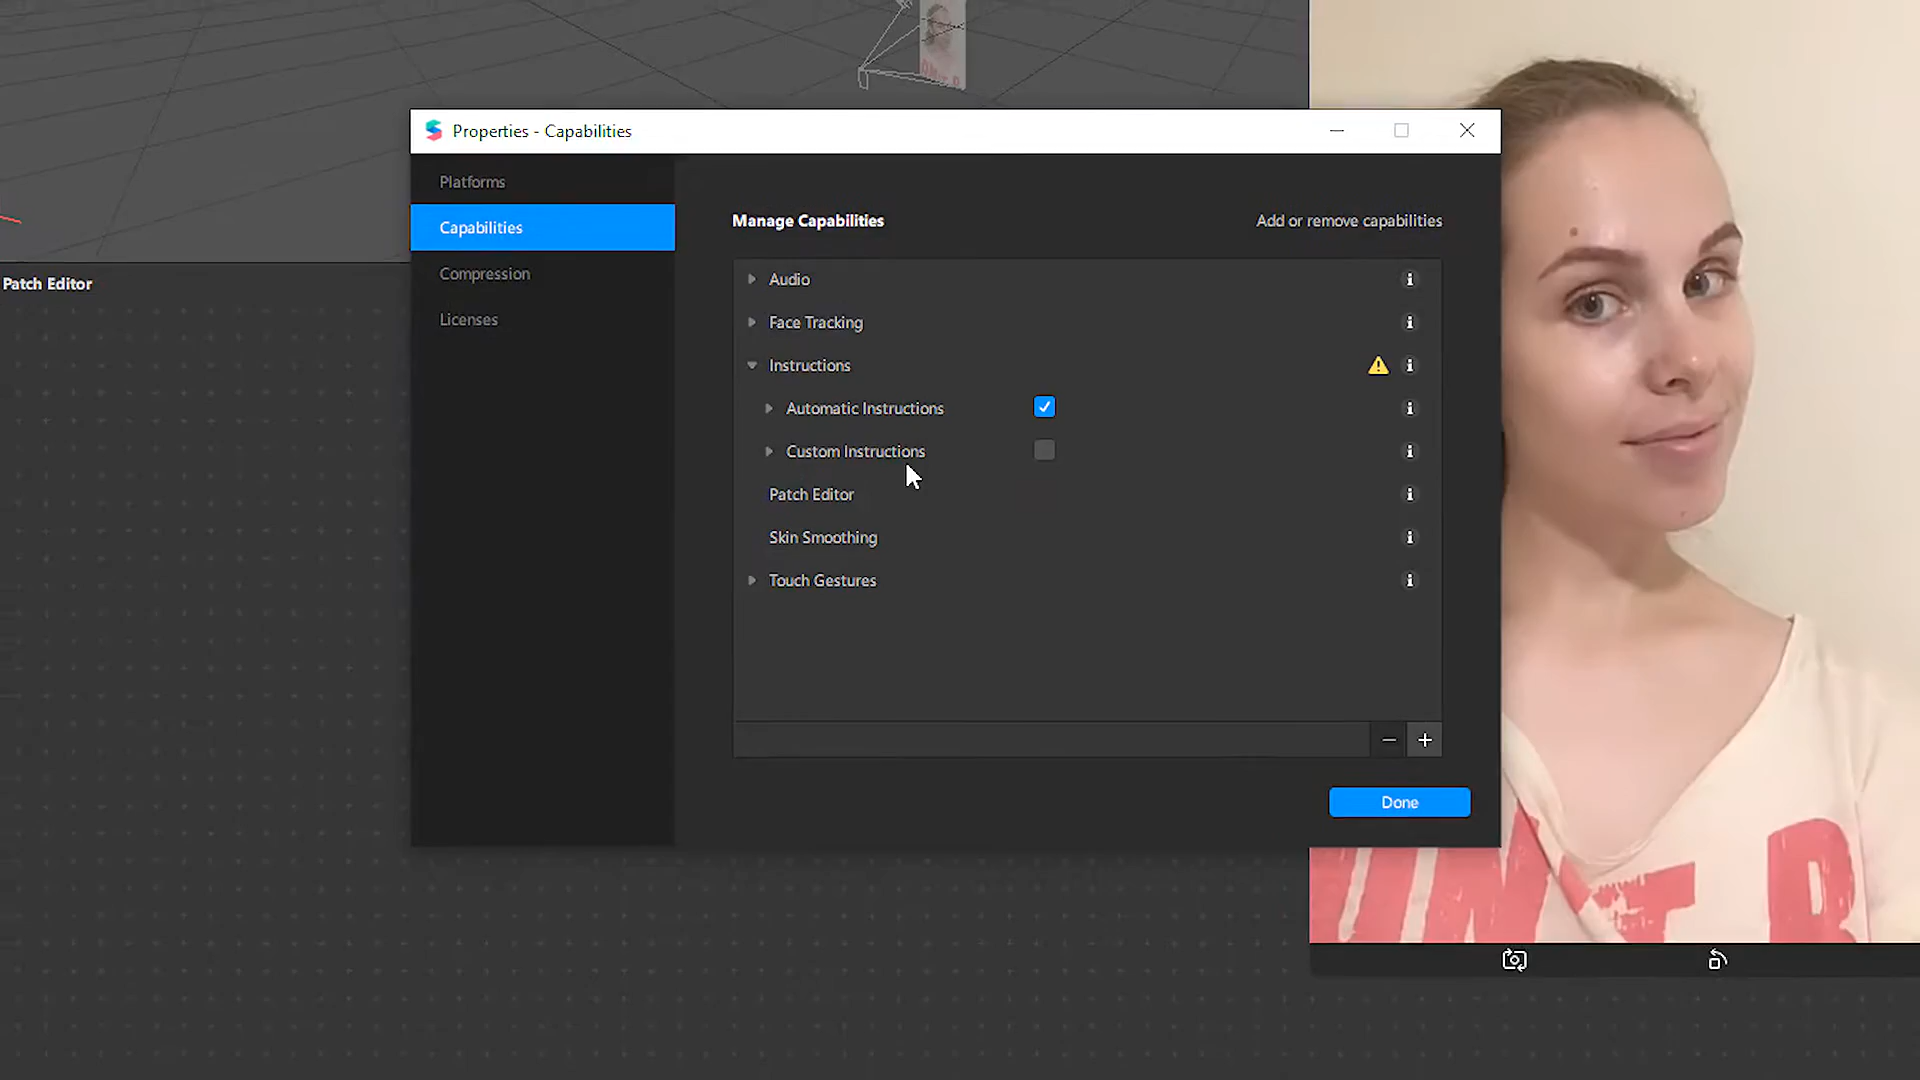 Properties - Capabilities
Platforms
Capabilities
Compression
Licenses
Patch Editor
Manage Capabilities
Add or remove capabilities
Audio
Face Tracking
Instructions
Automatic Instructions
Custom Instructions
Patch Editor
Skin Smoothing
Touch Gestures
Done